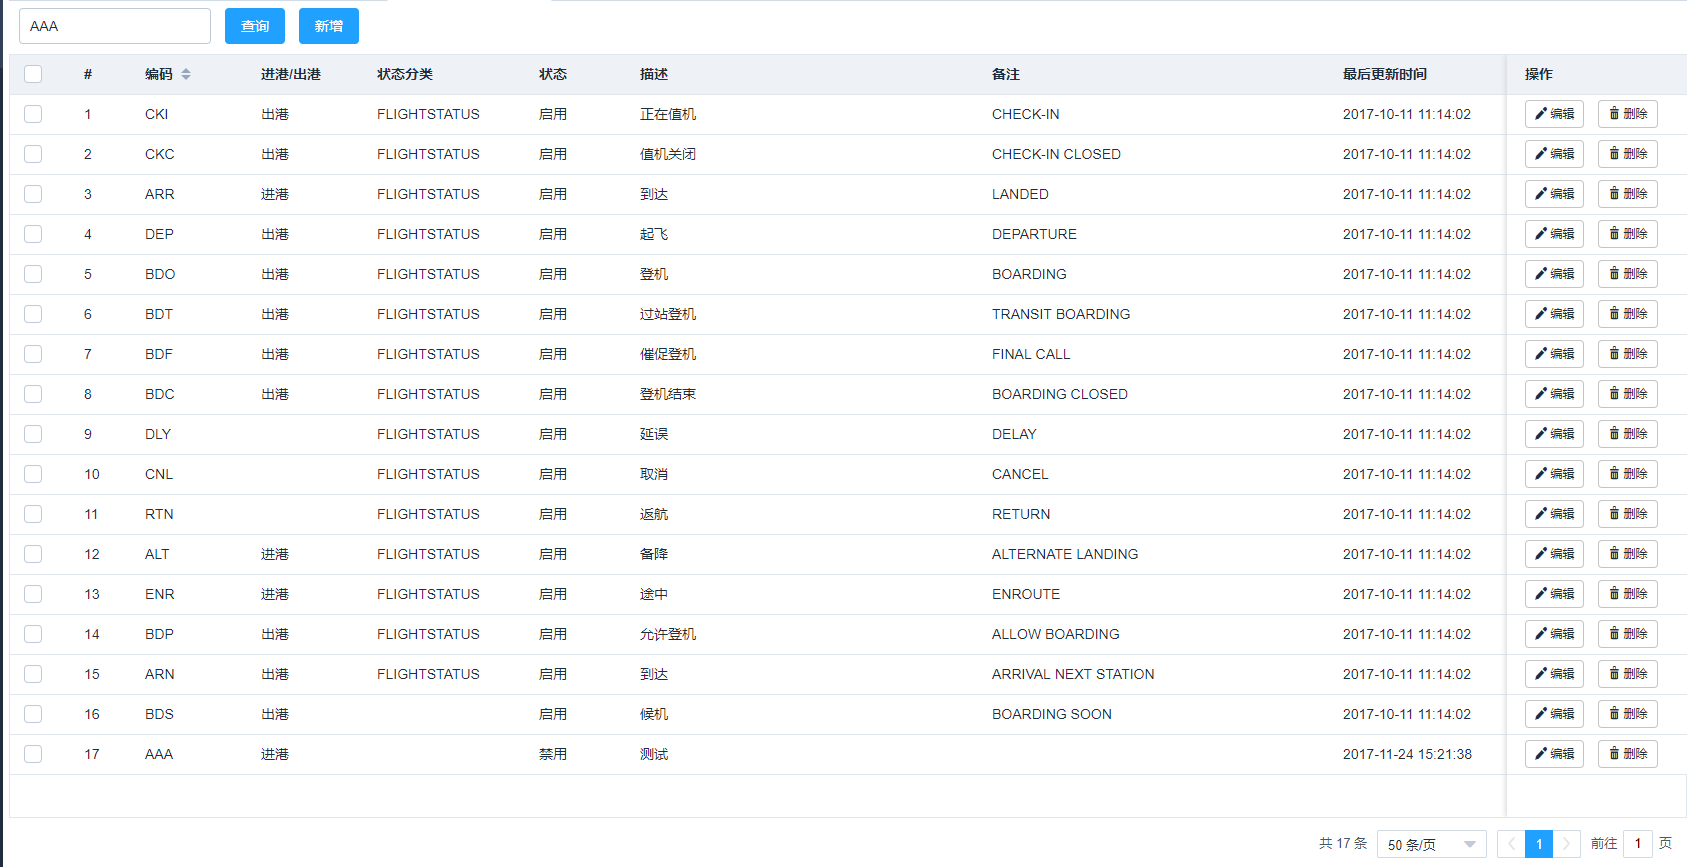 AAA 查询 新增
# 编码 进港/出港 状态分类 状态 描述 备注 最后更新时间 操作
1 CKI 出港 FLIGHTSTATUS 启用 正在值机 CHECK-IN 2017-10-11 11:14:02 编辑 删除
2 CKC 出港 FLIGHTSTATUS 启用 值机关闭 CHECK-IN CLOSED 2017-10-11 11:14:02 编辑 删除
3 ARR 进港 FLIGHTSTATUS 启用 到达 LANDED 2017-10-11 11:14:02 编辑 删除
4 DEP 出港 FLIGHTSTATUS 启用 起飞 DEPARTURE 2017-10-11 11:14:02 编辑 删除
5 BDO 出港 FLIGHTSTATUS 启用 登机 BOARDING 2017-10-11 11:14:02 编辑 删除
6 BDT 出港 FLIGHTSTATUS 启用 过站登机 TRANSIT BOARDING 2017-10-11 11:14:02 编辑 删除
7 BDF 出港 FLIGHTSTATUS 启用 催促登机 FINAL CALL 2017-10-11 11:14:02 编辑 删除
8 BDC 出港 FLIGHTSTATUS 启用 登机结束 BOARDING CLOSED 2017-10-11 11:14:02 编辑 删除
9 DLY FLIGHTSTATUS 启用 延误 DELAY 2017-10-11 11:14:02 编辑 删除
10 CNL FLIGHTSTATUS 启用 取消 CANCEL 2017-10-11 11:14:02 编辑 删除
11 RTN FLIGHTSTATUS 启用 返航 RETURN 2017-10-11 11:14:02 编辑 删除
12 ALT 进港 FLIGHTSTATUS 启用 备降 ALTERNATE LANDING 2017-10-11 11:14:02 编辑 删除
13 ENR 进港 FLIGHTSTATUS 启用 途中 ENROUTE 2017-10-11 11:14:02 编辑 删除
14 BDP 出港 FLIGHTSTATUS 启用 允许登机 ALLOW BOARDING 2017-10-11 11:14:02 编辑 删除
15 ARN 出港 FLIGHTSTATUS 启用 到达 ARRIVAL NEXT STATION 2017-10-11 11:14:02 编辑 删除
16 BDS 出港 启用 候机 BOARDING SOON 2017-10-11 11:14:02 编辑 删除
17 AAA 进港 禁用 测试 2017-11-24 15:21:38 编辑 删除
共 17 条 50 条/页 1 前往 1 页